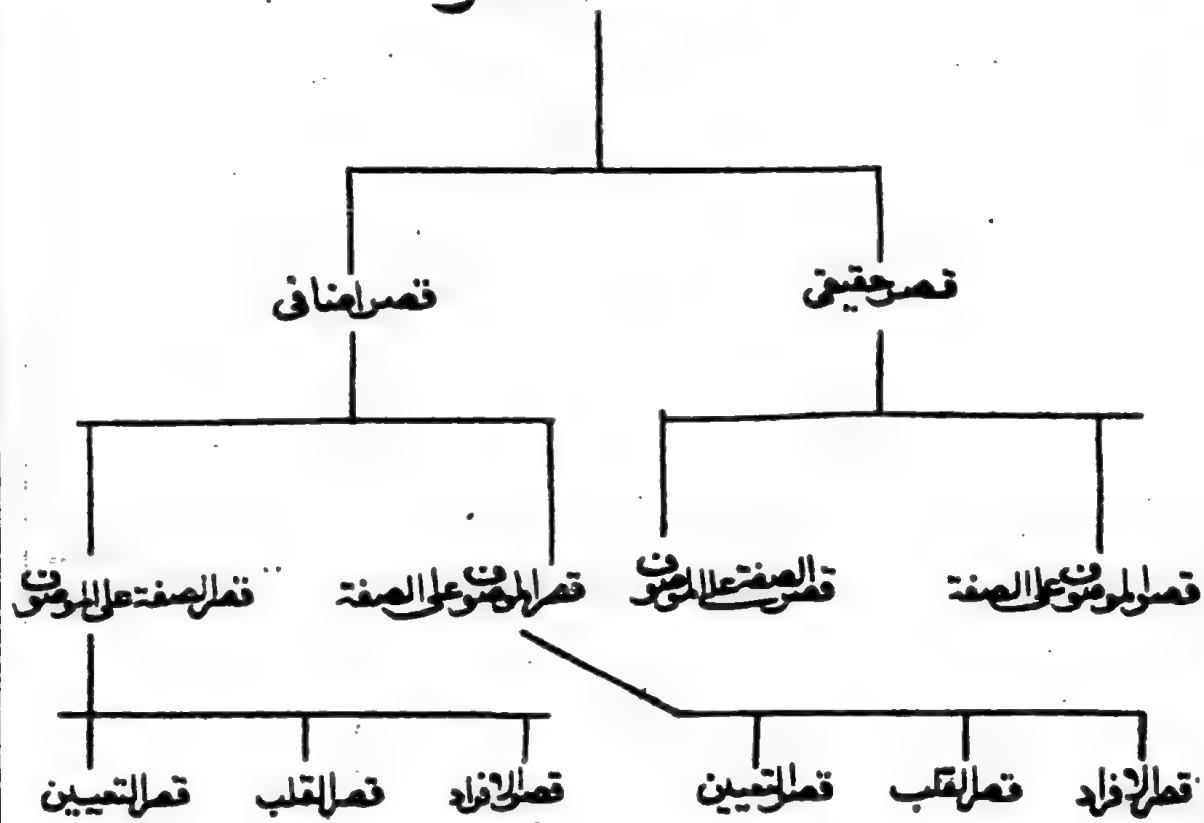 قصر حقیقی
قصر اضافی
قصر الموصوف علی الصفة
قصر الصفة علی الموصوف
قصر الموصوف علی الصفة
قصر الصفة علی الموصوف
قصر الافراد
قصر القلب
قصر التعیین
قصر الافراد
قصر القلب
قصر التعیین